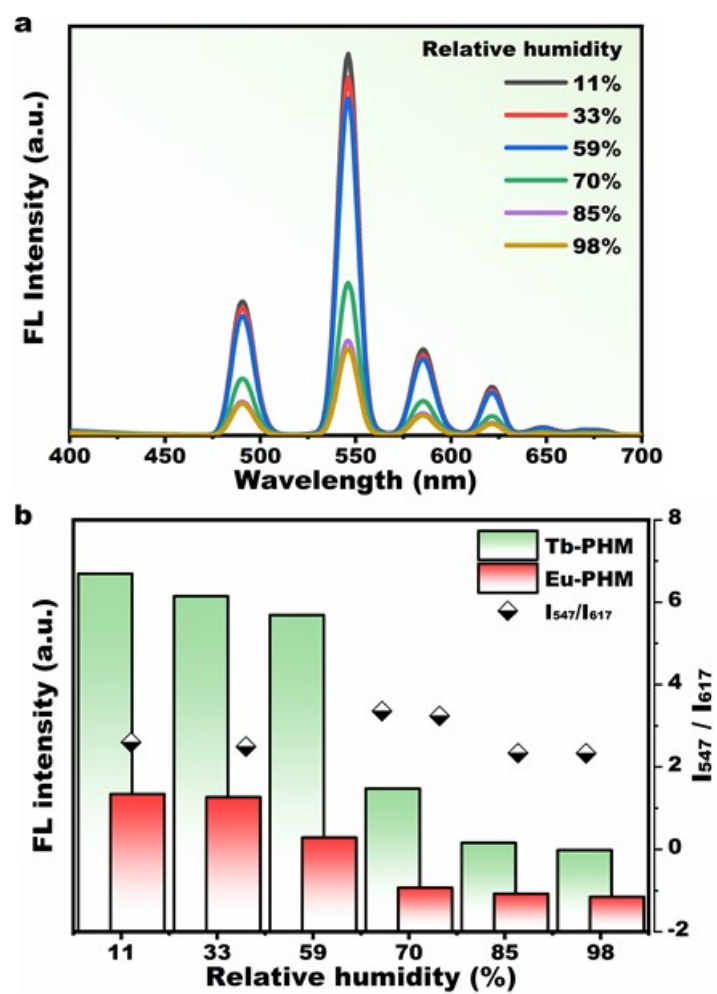 a
Relative humidity
11%
33%
59%
70%
85%
98%
FL Intensity (a.u.)
400 450 500 550 600 650 700
Wavelength (nm)
b
8
6
4
2
0
-2
Tb-PHM
Eu-PHM
I547/I617
FL intensity (a.u.)
I547 / I617
11 33 59 70 85 98
Relative humidity (%)